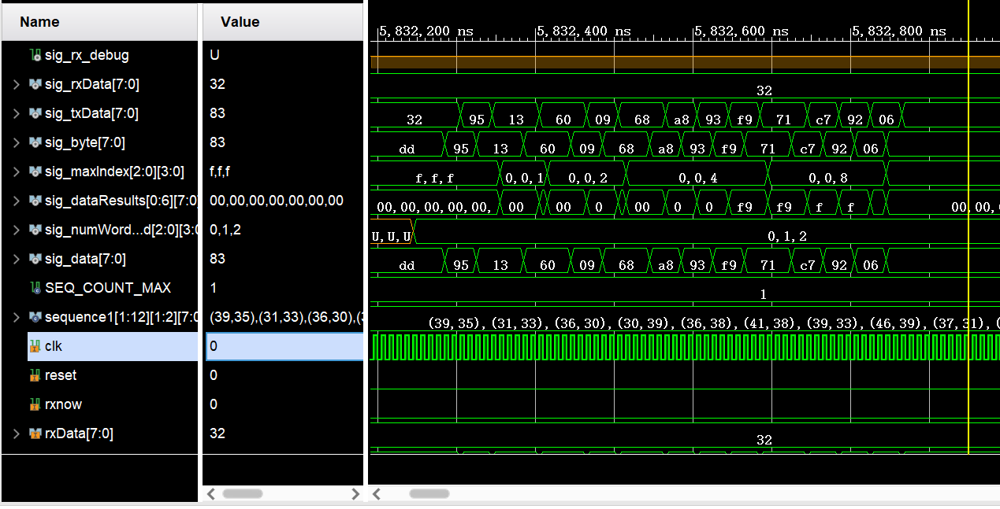 Name Value
5,832,200 ns 5,832,400 ns 5,832,600 ns 5,832,800 ns
sig_rx_debug U
sig_rxData[7:0] 32 32
sig_txData[7:0] 83 32 95 13 60 09 68 a8 93 f9 71 c7 92 06
sig_byte[7:0] 83 dd 95 13 60 09 68 a8 93 f9 71 c7 92 06
sig_maxIndex[2:0][3:0] f,f,f f,f,f 0,0,1 0,0,2 0,0,4 0,0,8
sig_dataResults[0:6][7:0] 00,00,00,00,00,00,00 00,00,00,00,00, 00 00 0 00 0 0 f9 f9 f f 00,00,
sig_numWord...d[2:0][3:0 0,1,2 U,U,U 0,1,2
sig_data[7:0] 83 dd 95 13 60 09 68 a8 93 f9 71 c7 92 06
SEQ_COUNT_MAX 1 1
sequence1[1:12][1:2][7:0 (39,35),(31,33),(36,30),(3 (39,35),(31,33),(36,30),(30,39),(36,38),(41,38),(39,33),(46,39),(37,31),(
clk 0
reset 0
rxnow 0
rxData[7:0] 32 32